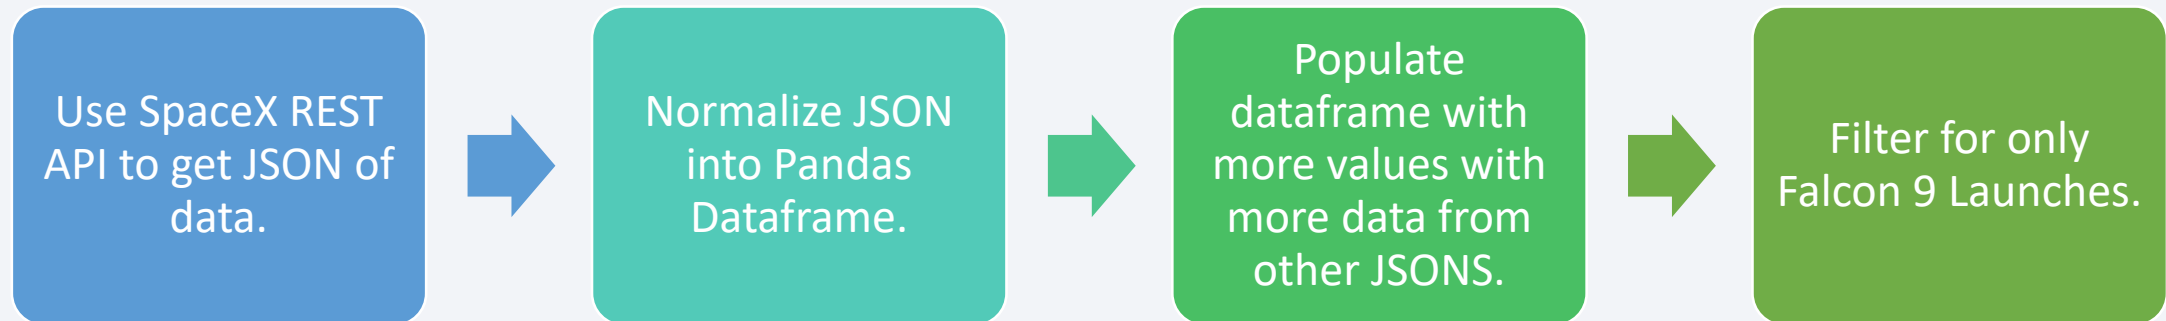 Use SpaceX REST
API to get JSON of
data.
Normalize JSON
into Pandas
Dataframe.
Populate
dataframe with
more values with
more data from
other JSONS.
Filter for only
Falcon 9 Launches.